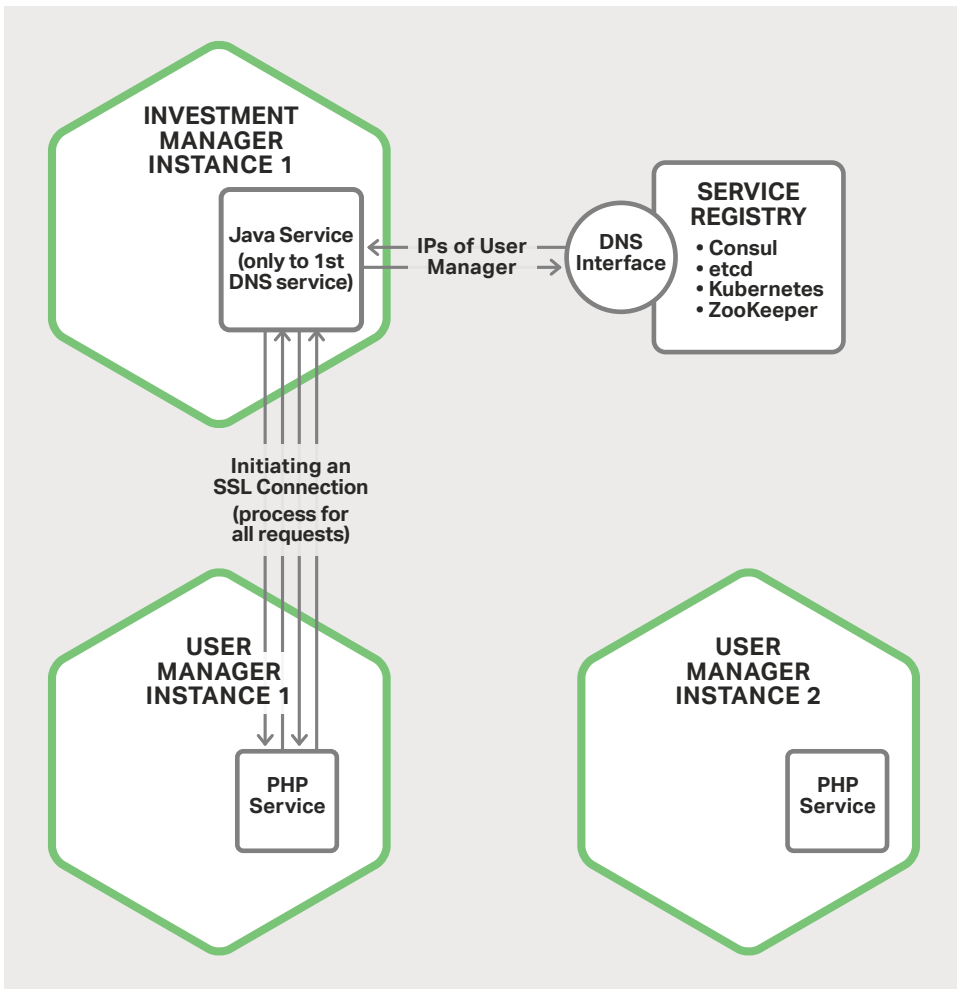 INVESTMENT
MANAGER
INSTANCE 1
Java Service
(only to 1st
DNS service)
IPs of User
Manager
DNS
Interface
SERVICE
REGISTRY
• Consul
• etcd
• Kubernetes
• ZooKeeper
Initiating an
SSL Connection
(process for
all requests)
USER
MANAGER
INSTANCE 1
PHP
Service
USER
MANAGER
INSTANCE 2
PHP
Service